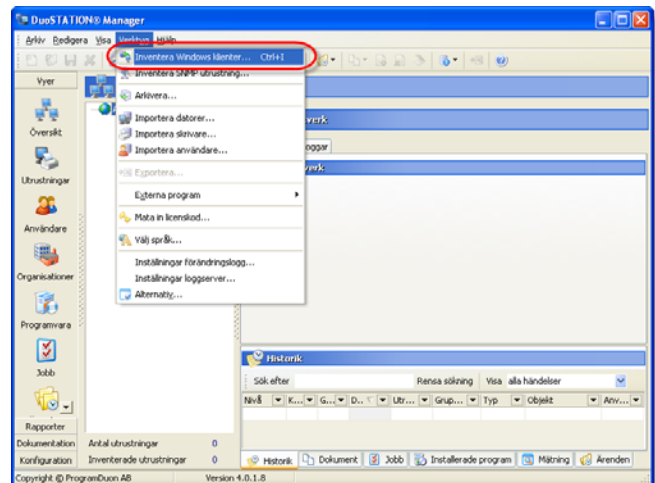 DuoSTATION® Manager
Arkiv Redigera Visa Verktyg Hjälp
Inventera Windows klienter... Ctrl+I
Inventera SNMP utrustning...
Arkivera...
Importera datorer...
Importera skrivare...
Importera användare...
Exportera...
Externa program
Mata in licenskod...
Välj språk...
Inställningar förändringslogg...
Inställningar loggserver...
Alternativ...
Vyer
Översikt
Utrustningar
Användare
Organisationer
Programvara
Jobb
Rapporter
Dokumentation
Konfiguration
Antal utrustningar 0
Inventerade utrustningar 0
Historik
Sök efter Rensa sökning Visa alla händelser
Nivå K... G... D... Utr... Grup... Typ Objekt Anv...
Historik Dokument Jobb Installerade program Mätning Ärenden
Copyright © ProgramDuon AB Version 4.0.1.8